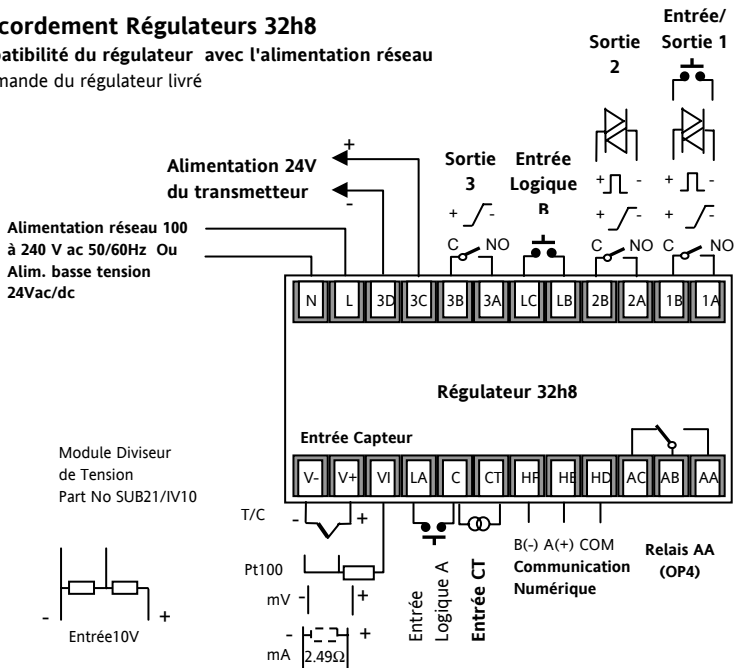 cordement Régulateurs 32h8
patibilité du régulateur avec l'alimentation réseau
mande du régulateur livré
Entrée/
Sortie 1
Sortie
2
Alimentation 24V
du transmetteur
+
-
Sortie
3
Entrée
Logique
B
+ -
+ -
+ -
+ -
+ -
Alimentation réseau 100
à 240 V ac 50/60Hz Ou
Alim. basse tension
24Vac/dc
C NO
C NO
C NO
N L 3D 3C 3B 3A LC LB 2B 2A 1B 1A
Régulateur 32h8
Entrée Capteur
V- V+ VI LA C CT HF HE HD AC AB AA
Module Diviseur
de Tension
Part No SUB21/IV10
- +
Entrée10V
T/C - +
Pt100
mV - +
mA - +
2.49Ω
Entrée
Logique A
Entrée CT
B(-) A(+) COM
Communication
Numérique
Relais AA
(OP4)